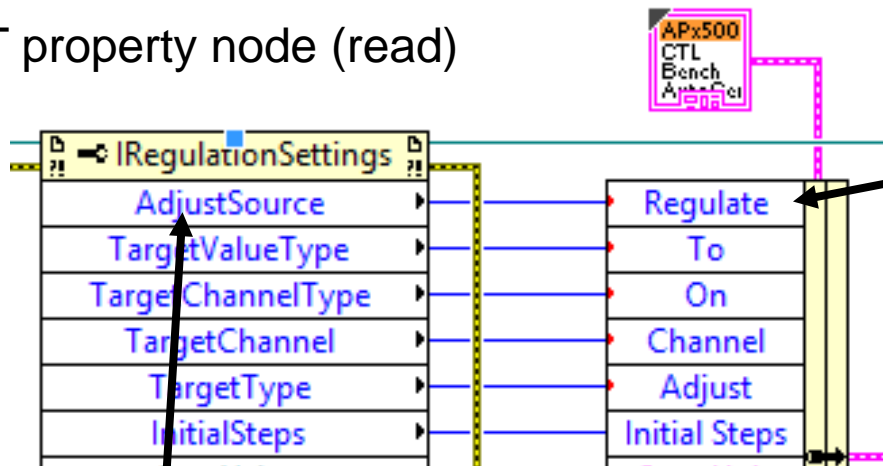 property node (read)
APx500
CTL
Bench
IRegulationSettings
AdjustSource
Regulate
TargetValueType
To
TargetChannelType
On
TargetChannel
Channel
TargetType
Adjust
InitialSteps
Initial Steps